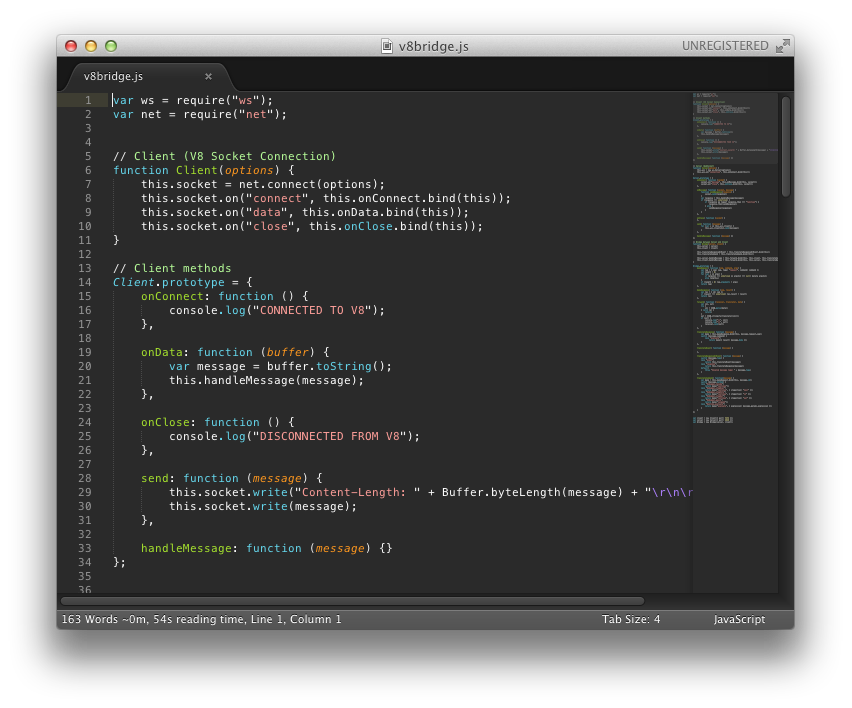 v8bridge.js
UNREGISTERED
v8bridge.js ×
1 var ws = require("ws");
2 var net = require("net");
3
4
5 // Client (V8 Socket Connection)
6 function Client(options) {
7     this.socket = net.connect(options);
8     this.socket.on("connect", this.onConnect.bind(this));
9     this.socket.on("data", this.onData.bind(this));
10     this.socket.on("close", this.onClose.bind(this));
11 }
12
13 // Client methods
14 Client.prototype = {
15     onConnect: function () {
16         console.log("CONNECTED TO V8");
17     },
18
19     onData: function (buffer) {
20         var message = buffer.toString();
21         this.handleMessage(message);
22     },
23
24     onClose: function () {
25         console.log("DISCONNECTED FROM V8");
26     },
27
28     send: function (message) {
29         this.socket.write("Content-Length: " + Buffer.byteLength(message) + "\r\n\r
30         this.socket.write(message);
31     },
32
33     handleMessage: function (message) {}
34 };
35
36
163 Words ~0m, 54s reading time, Line 1, Column 1
Tab Size: 4
JavaScript